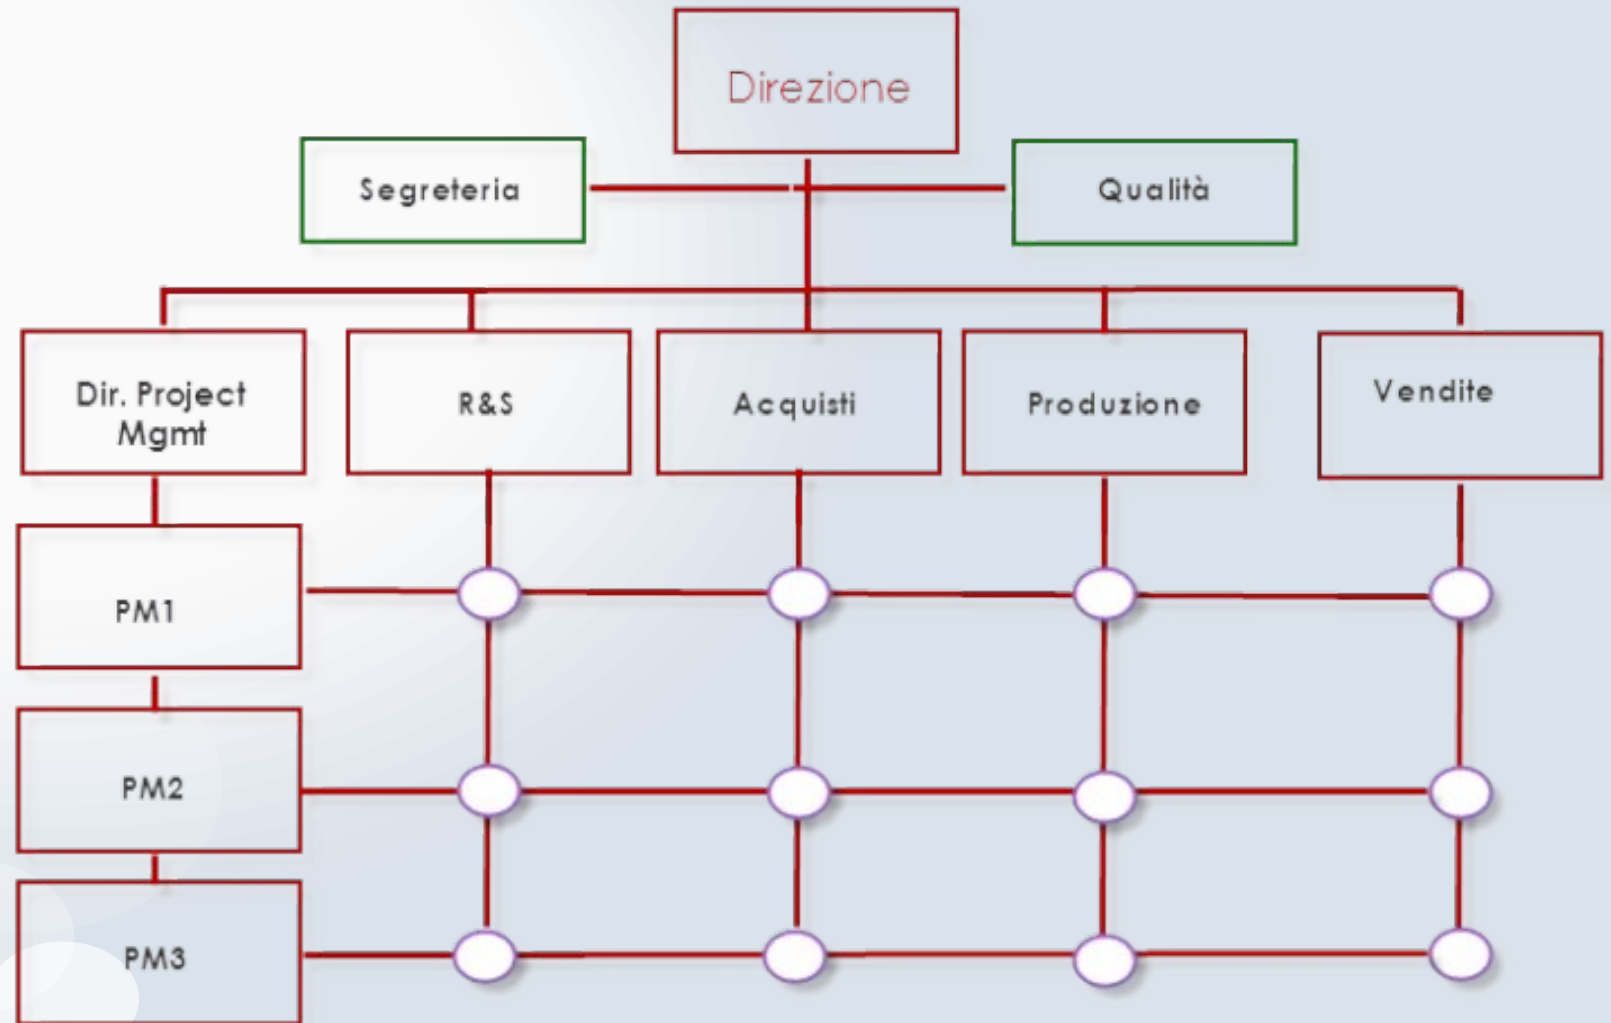 Direzione
Segreteria
Qualità
Dir. Project
Mgmt
R&S
Acquisti
Produzione
Vendite
PM1
PM2
PM3